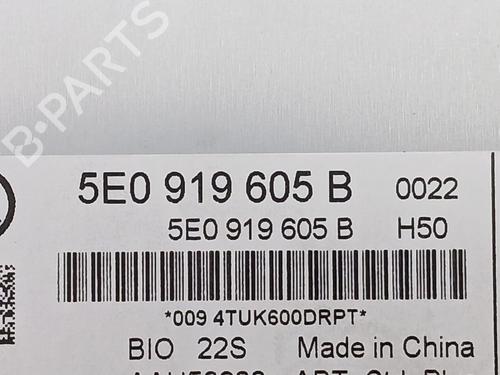 B-PARTS
5E0 919 605 B 0022
5E0 919 605 B H50
*009 4TUK600DRPT*
BIO 22S Made in China